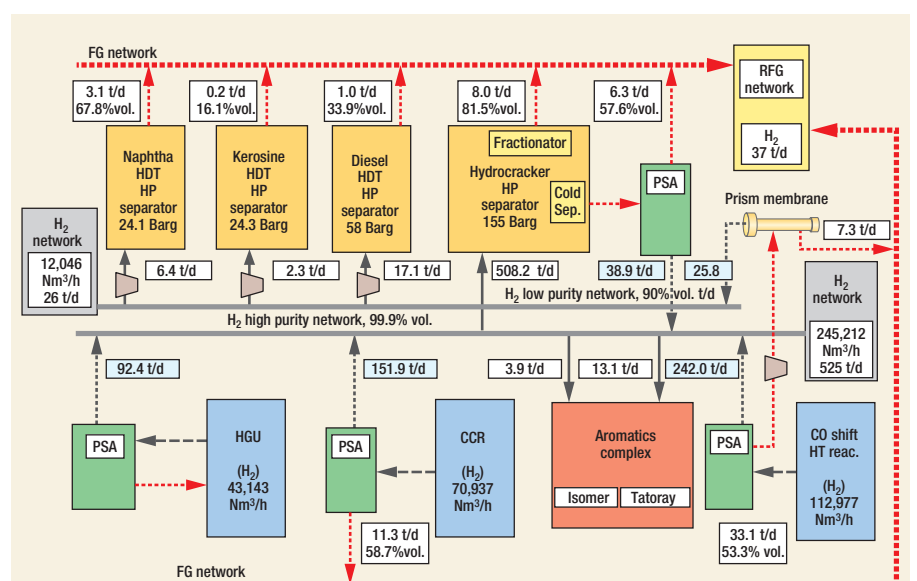 FG network
3.1 t/d
67.8%vol.
0.2 t/d
16.1%vol.
1.0 t/d
33.9%vol.
8.0 t/d
81.5%vol.
6.3 t/d
57.6%vol.
RFG
network
H2
37 t/d
Naphtha
HDT
HP
separator
24.1 Barg
Kerosine
HDT
HP
separator
24.3 Barg
Diesel
HDT
HP
separator
58 Barg
Fractionator
Hydrocracker
HP
separator
155 Barg
Cold
Sep.
PSA
Prism membrane
7.3 t/d
H2
network
12,046
Nm3/h
26 t/d
6.4 t/d
2.3 t/d
17.1 t/d
508.2 t/d
38.9 t/d
25.8
H2 low purity network, 90%vol. t/d
H2 high purity network, 99.9% vol.
H2
network
245,212
Nm3/h
525 t/d
92.4 t/d
151.9 t/d
3.9 t/d
13.1 t/d
242.0 t/d
PSA
HGU
(H2)
43,143
Nm3/h
PSA
CCR
(H2)
70,937
Nm3/h
Aromatics
complex
Isomer
Tatoray
PSA
CO shift
HT reac.
(H2)
112,977
Nm3/h
11.3 t/d
58.7%vol.
33.1 t/d
53.3% vol.
FG network